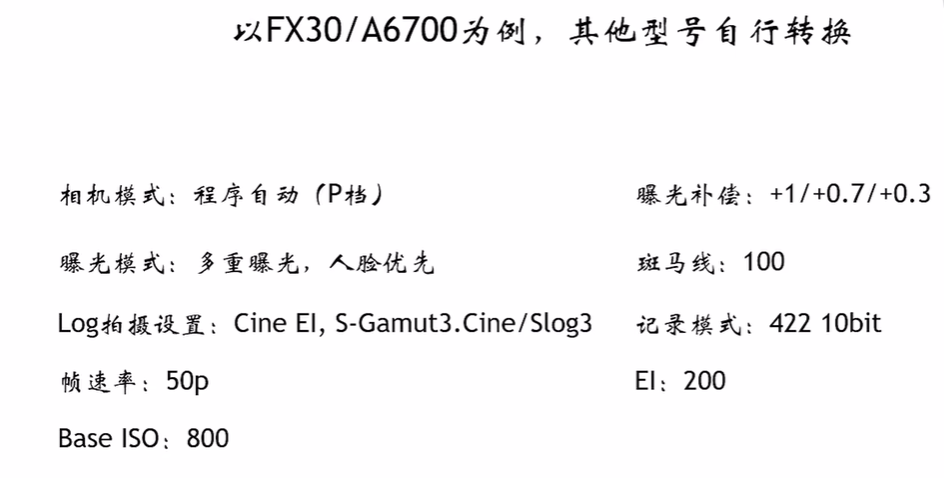 以FX30/A6700为例，其他型号自行转换
相机模式：程序自动（P档）
曝光补偿：+1/+0.7/+0.3
曝光模式：多重曝光，人脸优先
斑马线：100
Log拍摄设置：Cine EI, S-Gamut3.Cine/Slog3
记录模式：422 10bit
帧速率：50p
EI：200
Base ISO：800